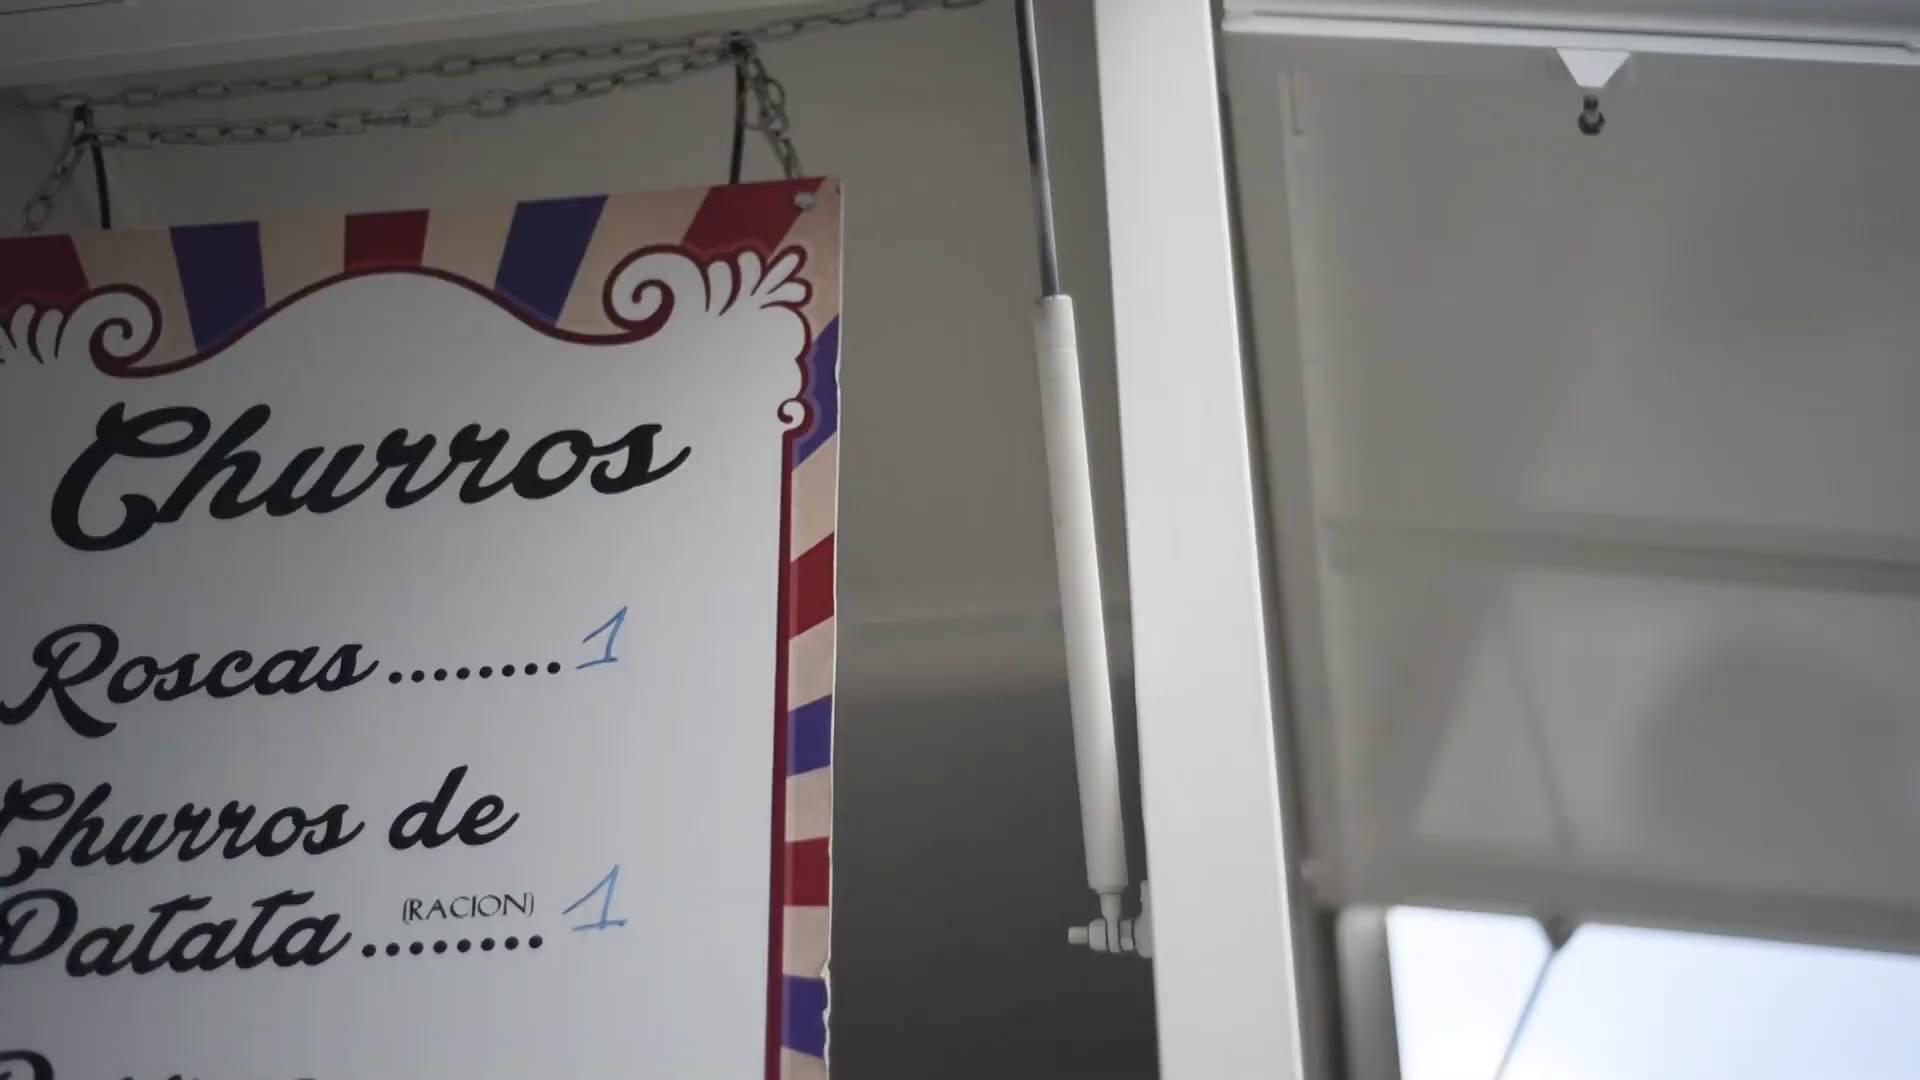 Churros
Roscas........ 1
Churros de
Patata (RACION) ........ 1